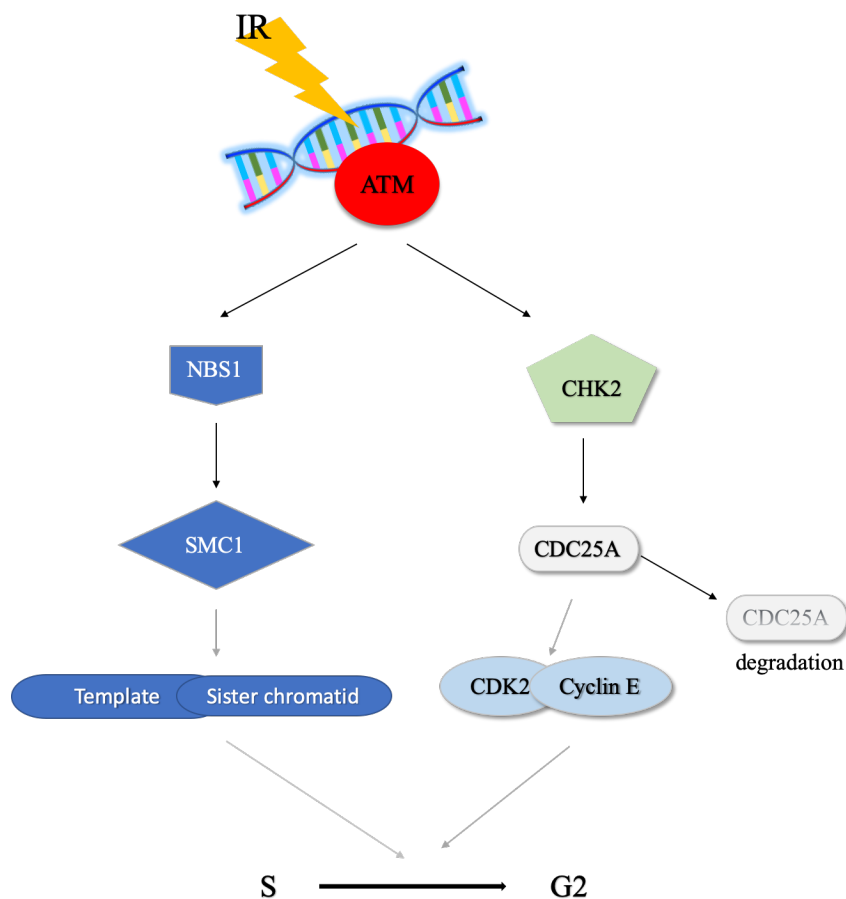 IR
ATM
NBS1
CHK2
SMC1
CDC25A
CDC25A
degradation
Template
Sister chromatid
CDK2
Cyclin E
S
G2